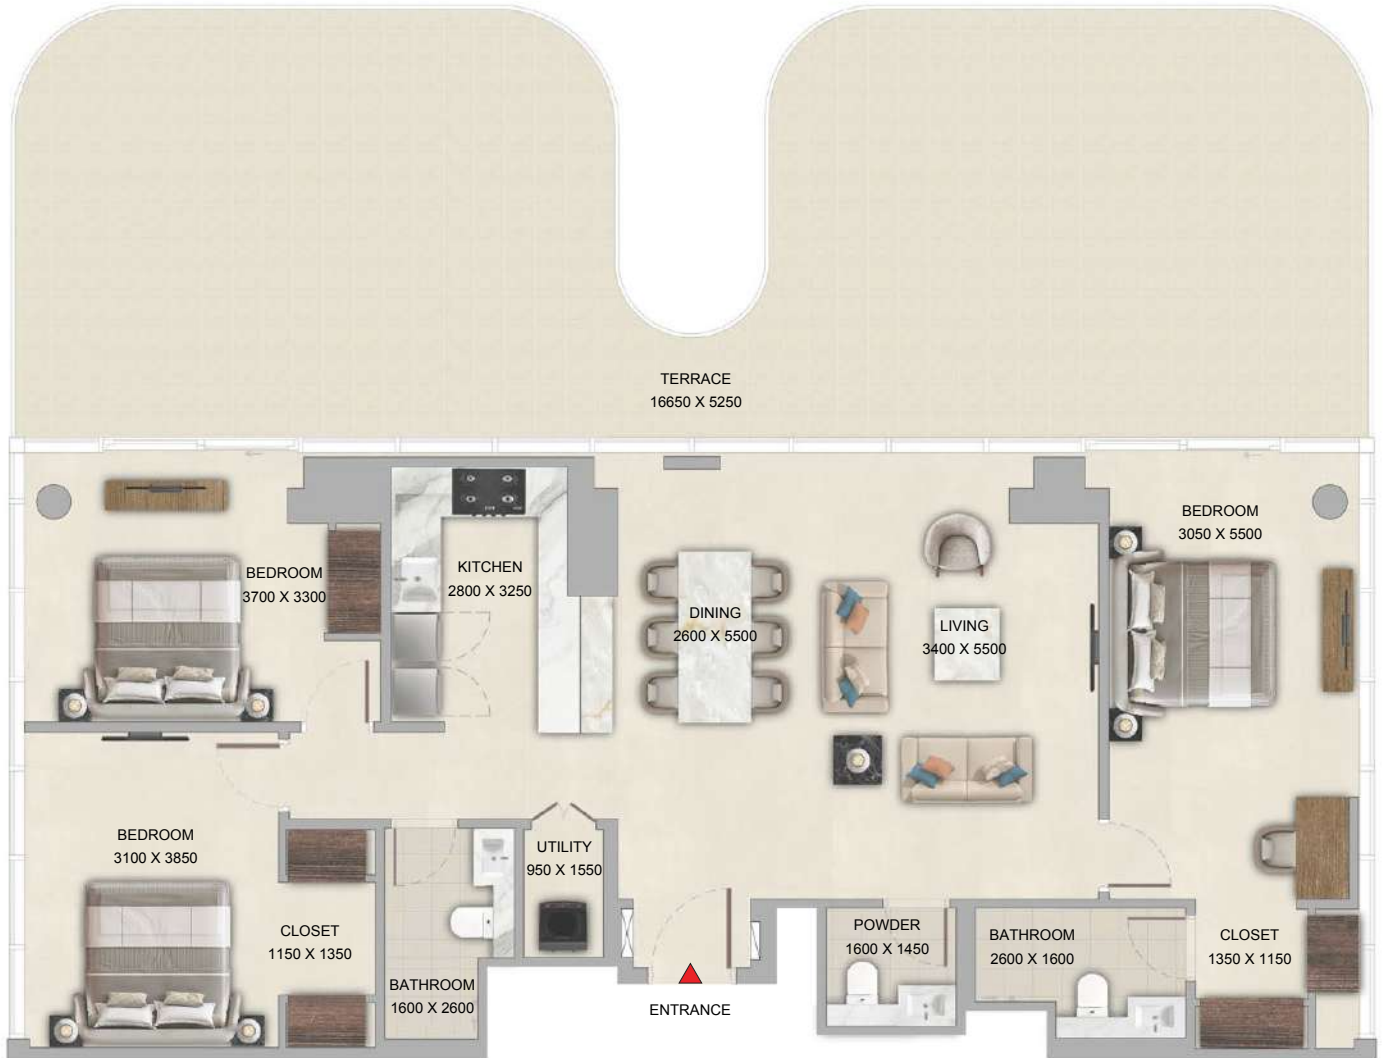 TERRACE
16650 X 5250
BEDROOM
3700 X 3300
KITCHEN
2800 X 3250
DINING
2600 X 5500
LIVING
3400 X 5500
BEDROOM
3050 X 5500
BEDROOM
3100 X 3850
CLOSET
1150 X 1350
BATHROOM
1600 X 2600
UTILITY
950 X 1550
ENTRANCE
POWDER
1600 X 1450
BATHROOM
2600 X 1600
CLOSET
1350 X 1150